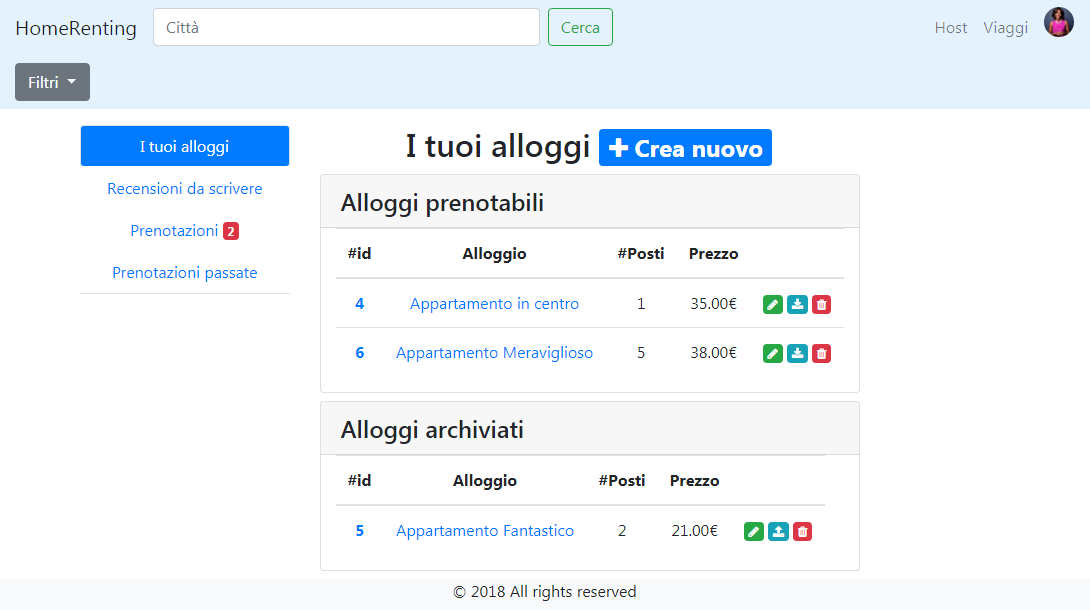 HomeRenting Città Cerca Host Viaggi
Filtri
I tuoi alloggi
Recensioni da scrivere
Prenotazioni 2
Prenotazioni passate
I tuoi alloggi Crea nuovo
Alloggi prenotabili
#id Alloggio #Posti Prezzo
4 Appartamento in centro 1 35.00€
6 Appartamento Meraviglioso 5 38.00€
Alloggi archiviati
#id Alloggio #Posti Prezzo
5 Appartamento Fantastico 2 21.00€
© 2018 All rights reserved